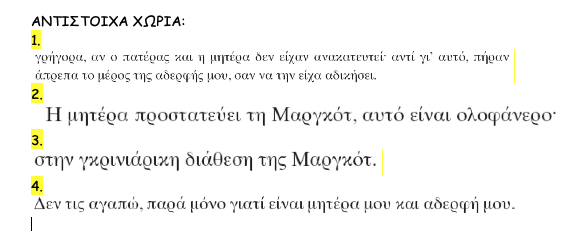 ΑΝΤΙΣΤΟΙΧΑ ΧΩΡΙΑ:
1.
γρήγορα, αν ο πατέρας και η μητέρα δεν είχαν ανακατευτεί· αντί γι' αυτό, πήραν
άπρεπα το μέρος της αδερφής μου, σαν να την είχα αδικήσει.
2.
Η μητέρα προστατεύει τη Μαργκότ, αυτό είναι ολοφάνερο·
3.
στην γκρινιάρικη διάθεση της Μαργκότ.
4.
Δεν τις αγαπώ, παρά μόνο γιατί είναι μητέρα μου και αδερφή μου.